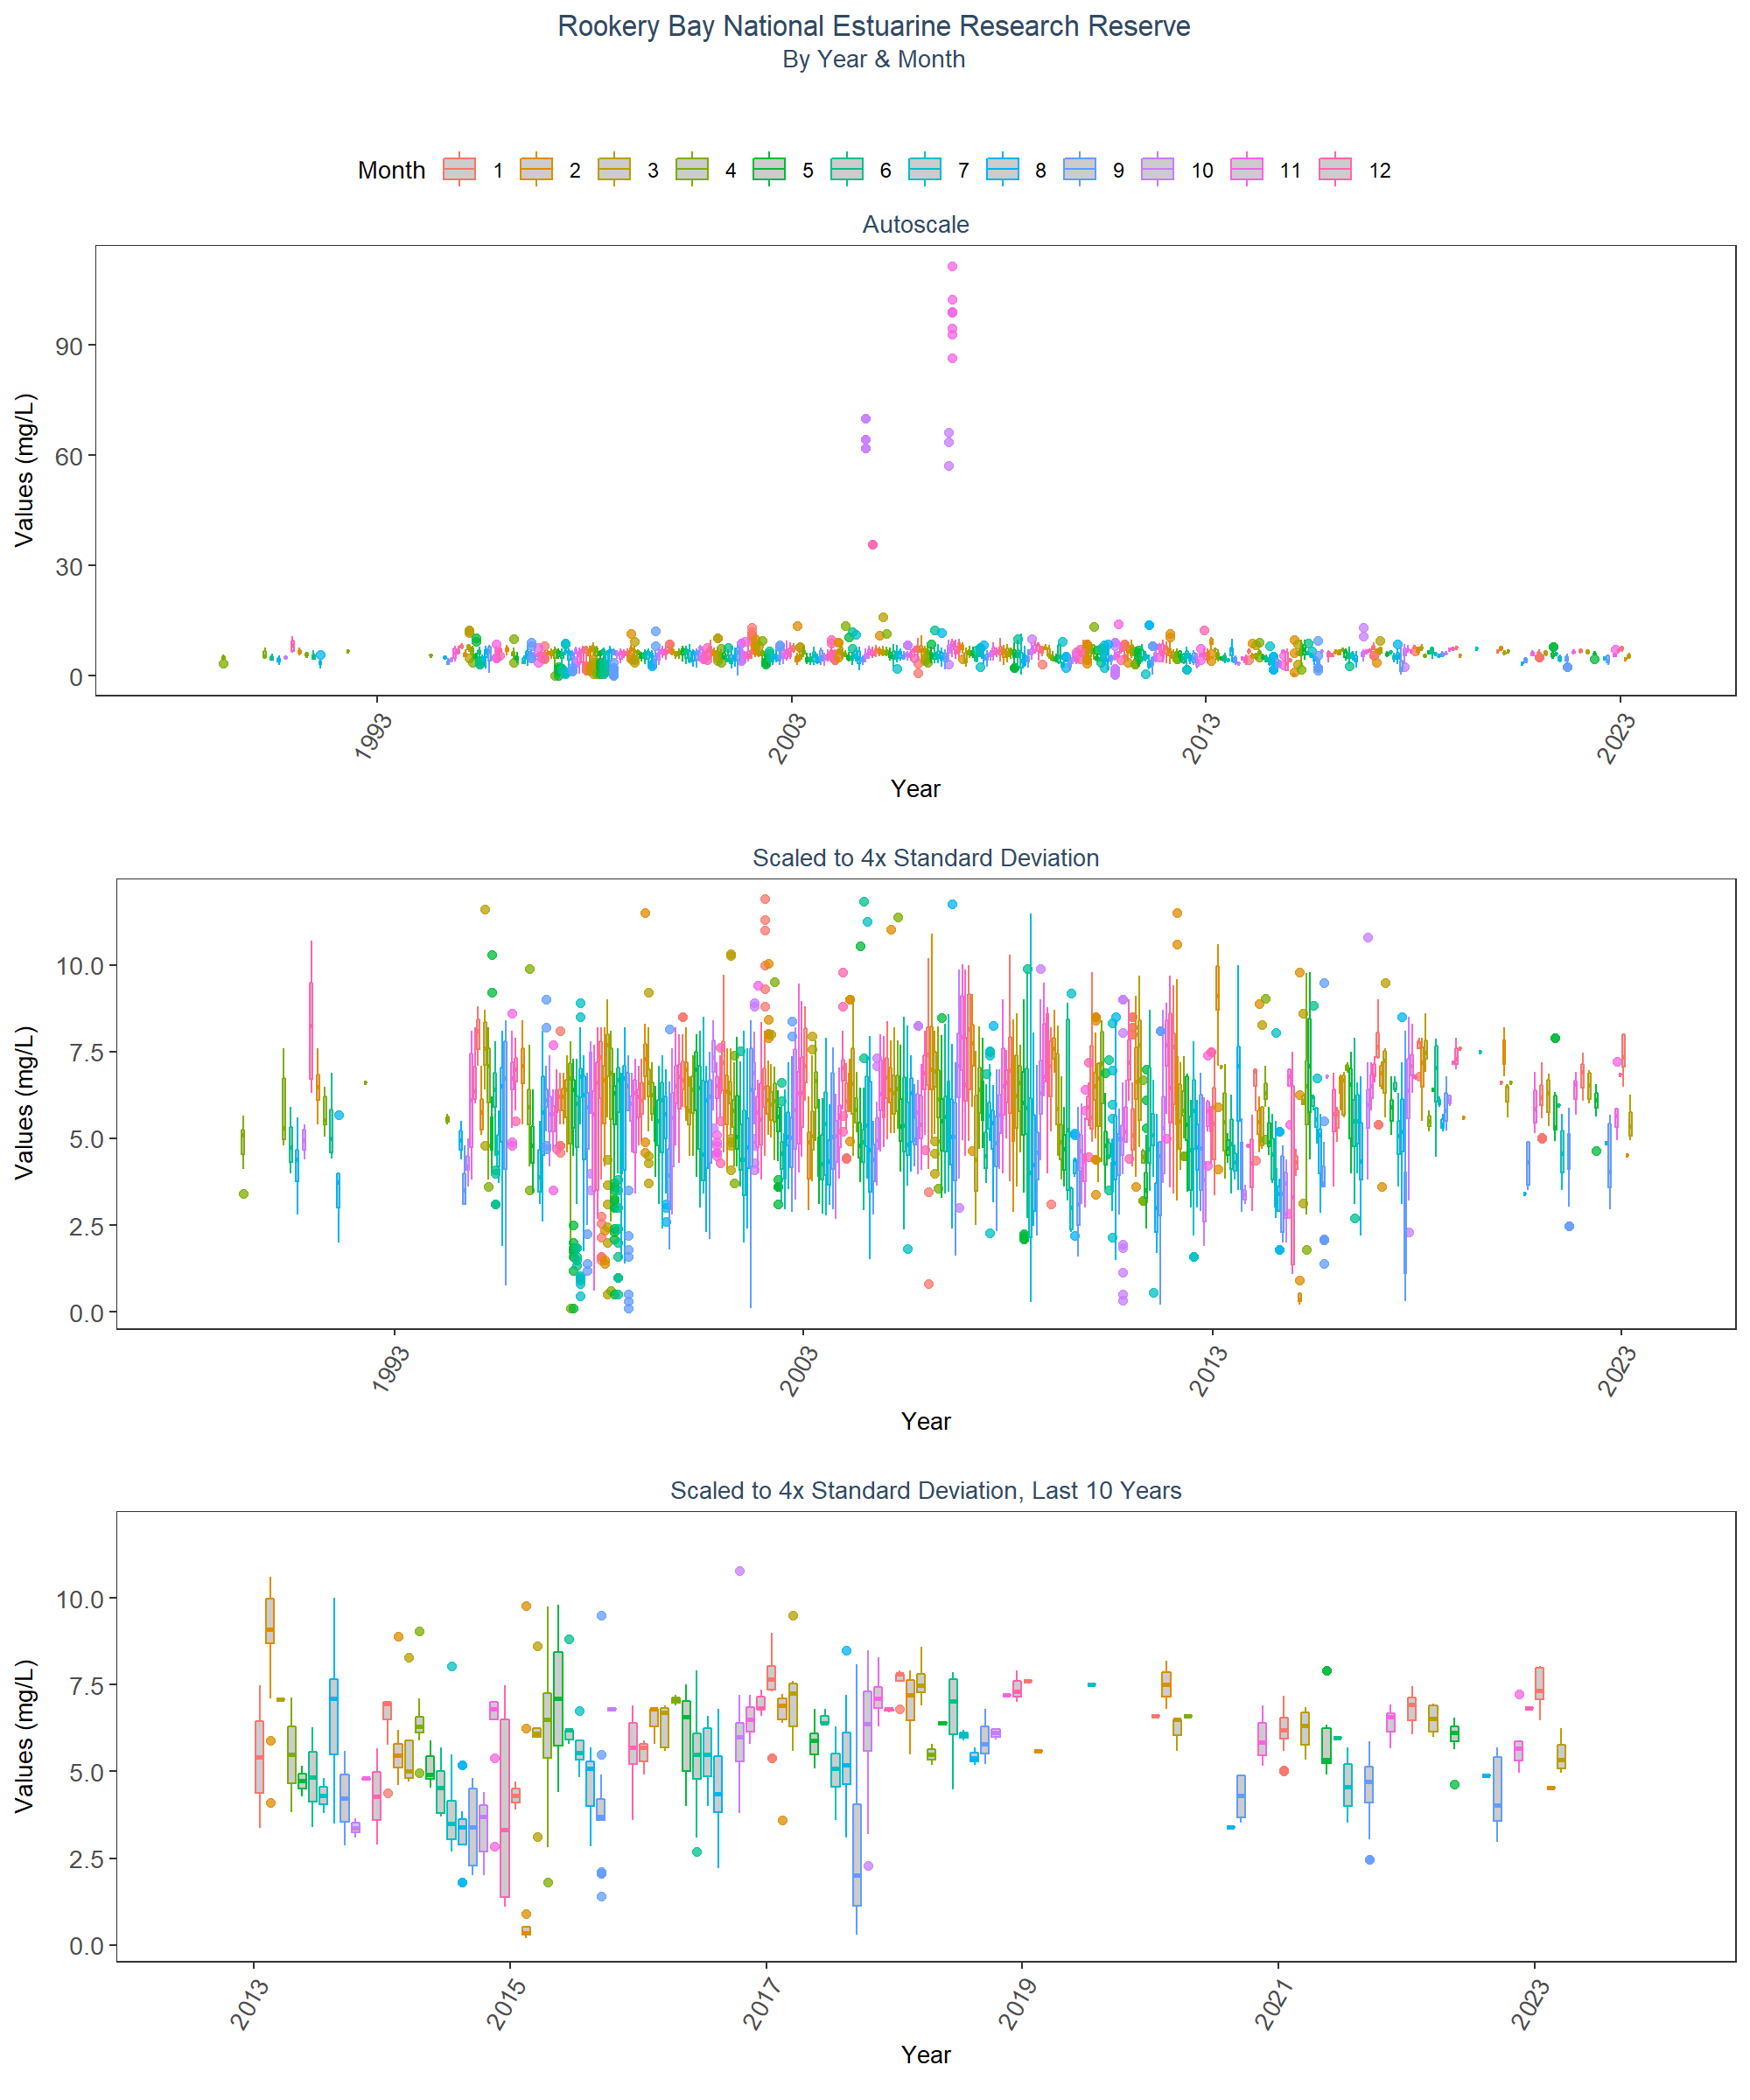 Rookery Bay National Estuarine Research Reserve
By Year & Month
Month 1 2 3 4 5 6 7 8 9 10 11 12
Autoscale
Values (mg/L)
90
60
30
0
1993 2003 2013 2023
Year
Scaled to 4x Standard Deviation
Values (mg/L)
10.0
7.5
5.0
2.5
0.0
1993 2003 2013 2023
Year
Scaled to 4x Standard Deviation, Last 10 Years
Values (mg/L)
10.0
7.5
5.0
2.5
0.0
2013 2015 2017 2019 2021 2023
Year